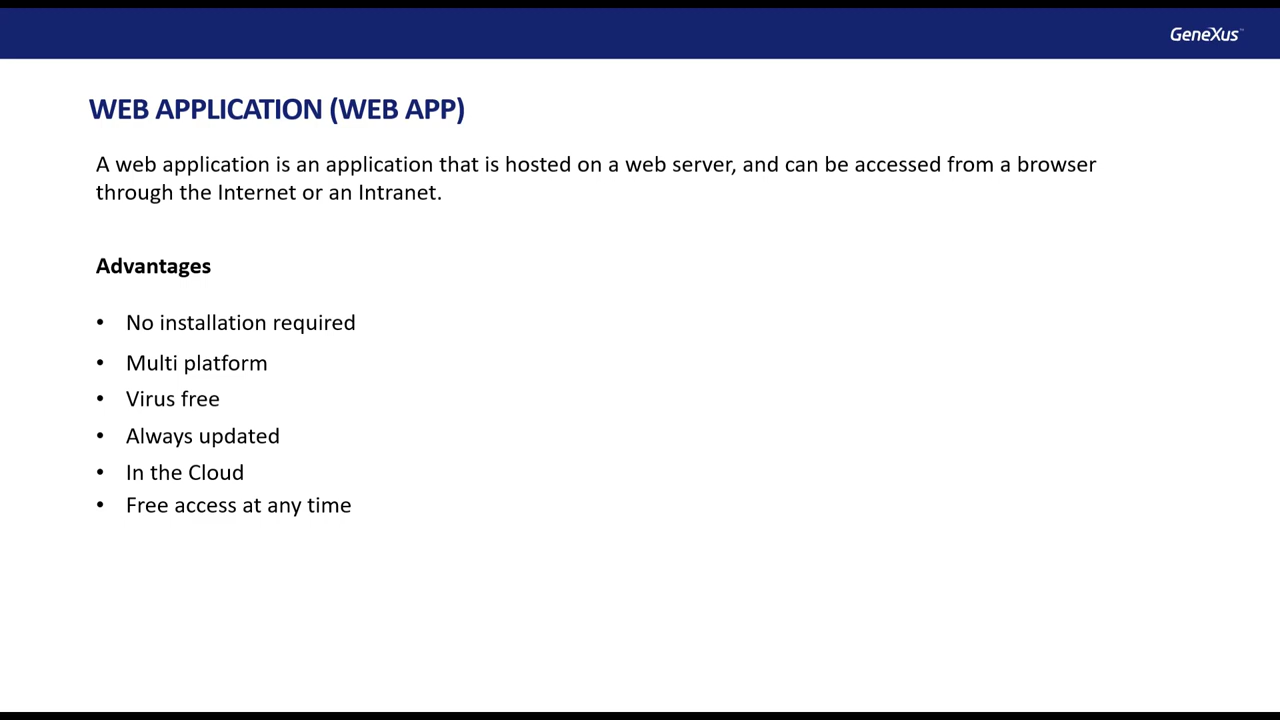 GeneXus™
WEB APPLICATION (WEB APP)
A web application is an application that is hosted on a web server, and can be accessed from a browser
through the Internet or an Intranet.
Advantages
• No installation required
• Multi platform
• Virus free
• Always updated
• In the Cloud
• Free access at any time